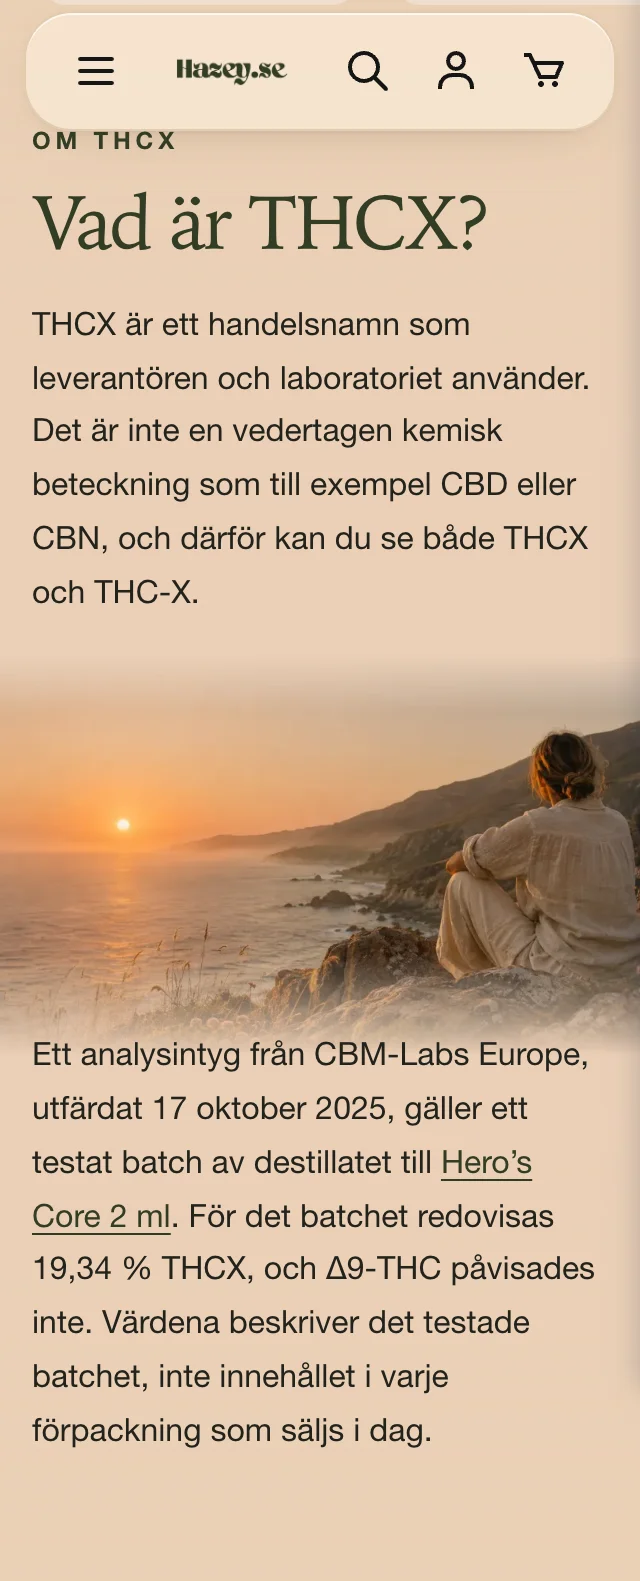 Hazey.se
OM THCX
Vad är THCX?
THCX är ett handelsnamn som
leverantören och laboratoriet använder.
Det är inte en vedertagen kemisk
beteckning som till exempel CBD eller
CBN, och därför kan du se både THCX
och THC-X.
Ett analysintyg från CBM-Labs Europe,
utfärdat 17 oktober 2025, gäller ett
testat batch av destillatet till Hero’s
Core 2 ml. För det batchet redovisas
19,34 % THCX, och Δ9-THC påvisades
inte. Värdena beskriver det testade
batchet, inte innehållet i varje
förpackning som säljs i dag.